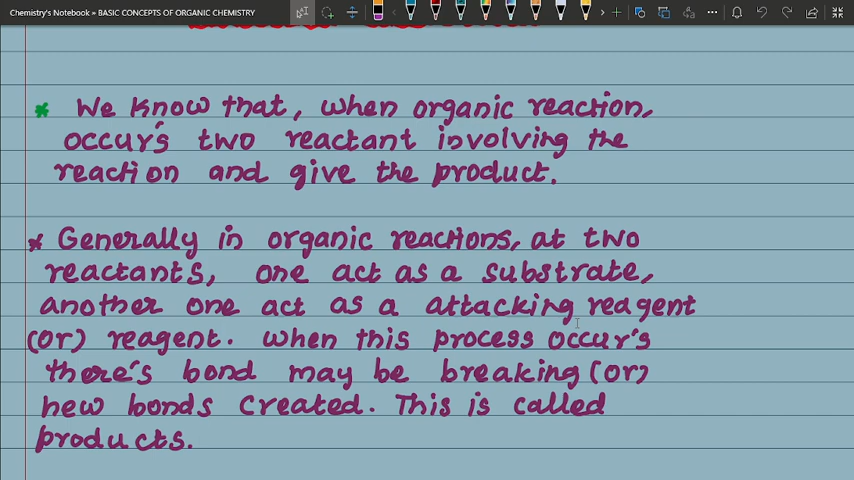 Chemistry's Notebook » BASIC CONCEPTS OF ORGANIC CHEMISTRY
* We know that, when organic reaction,
occur's two reactant involving the
reaction and give the product.
* Generally in organic reactions, at two
reactants, one act as a substrate,
another one act as a attacking reagent
(or) reagent. When this process occur's
there's bond may be breaking (or)
new bonds created. This is called
products.